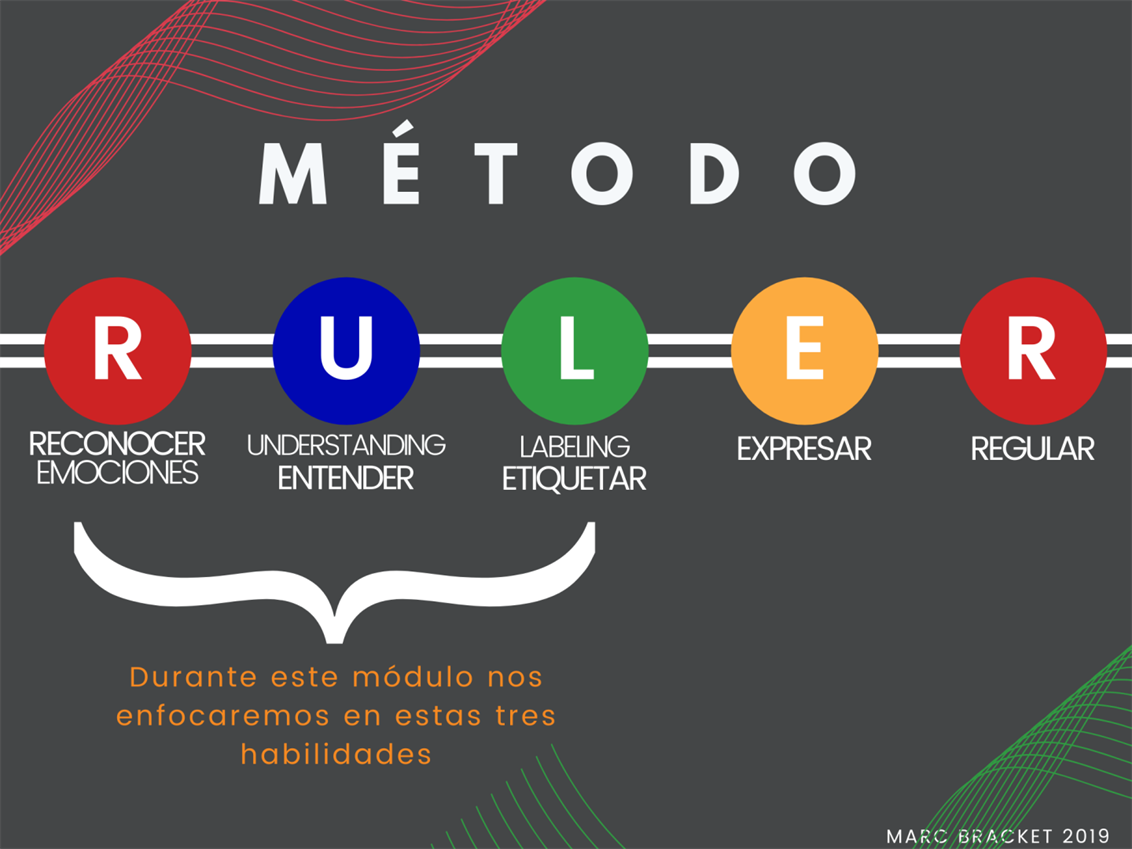 MÉTODO
R U L E R
RECONOCER
EMOCIONES
UNDERSTANDING
ENTENDER
LABELING
ETIQUETAR
EXPRESAR
REGULAR
Durante este módulo nos
enfocaremos en estas tres
habilidades
MARC BRACKET 2019